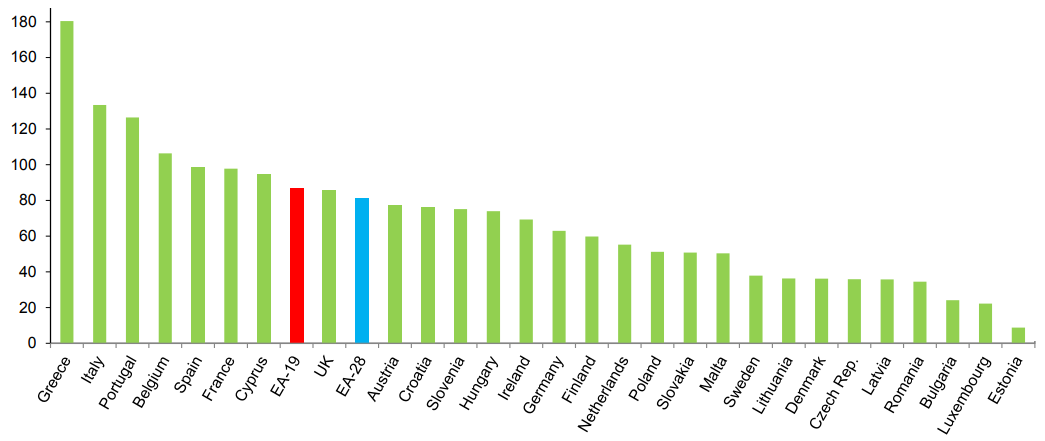 180
160
140
120
100
80
60
40
20
0
Greece
Italy
Portugal
Belgium
Spain
France
Cyprus
EA-19
UK
EA-28
Austria
Croatia
Slovenia
Hungary
Ireland
Germany
Finland
Netherlands
Poland
Slovakia
Malta
Sweden
Lithuania
Denmark
Czech Rep.
Latvia
Romania
Bulgaria
Luxembourg
Estonia